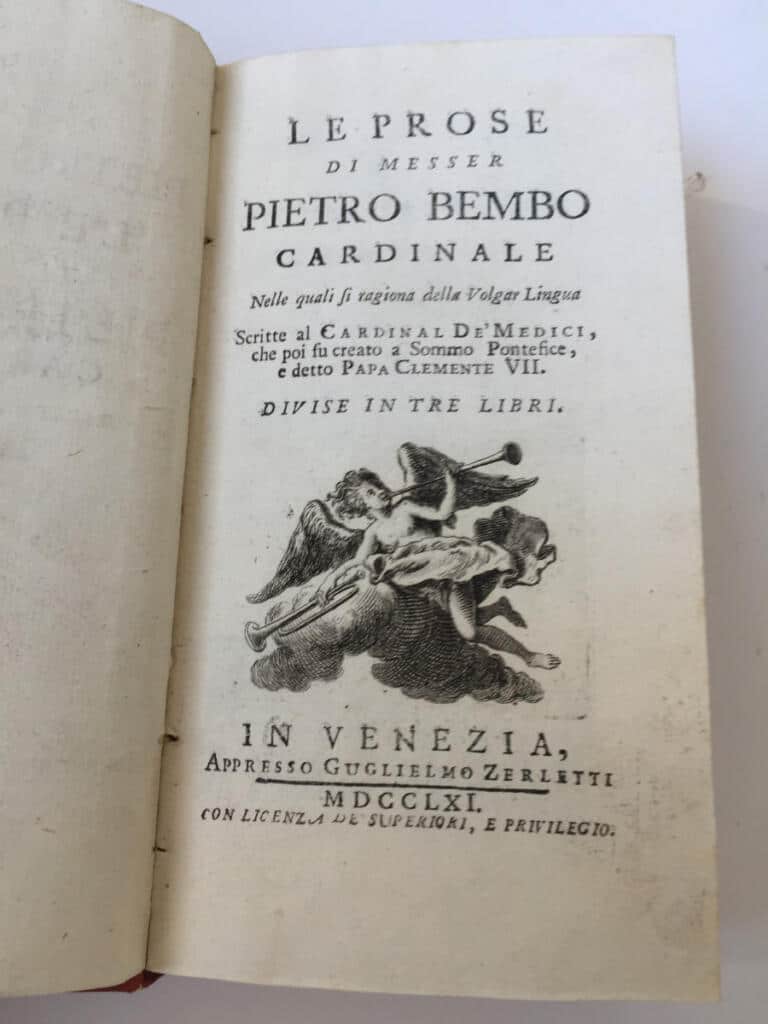 LE PROSE
DI MESSER
PIETRO BEMBO
CARDINALE
Nelle quali si ragiona della Volgar Lingua
Scritte al CARDINAL DE' MEDICI,
che poi fu creato a Sommo Pontefice,
e detto PAPA CLEMENTE VII.
DIVISE IN TRE LIBRI.
IN VENEZIA,
APPRESSO GUGLIELMO ZERLETTI
MDCCLXI.
CON LICENZA DE' SUPERIORI, E PRIVILEGIO.